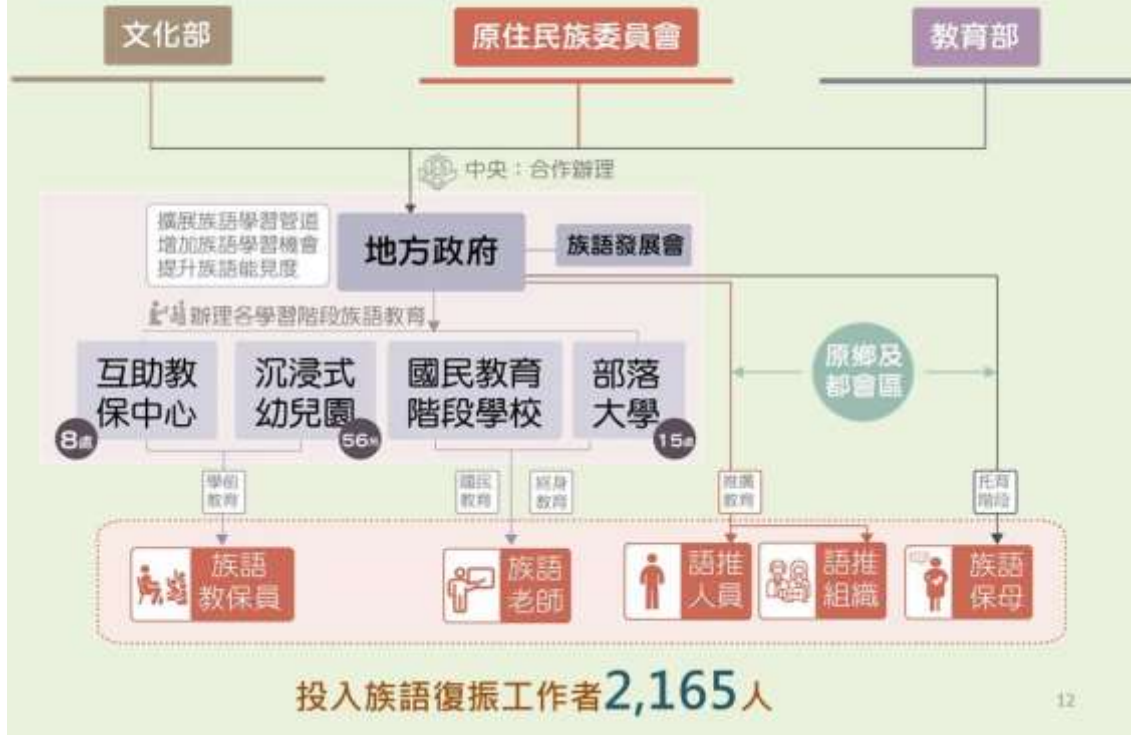 文化部
原住民族委員會
教育部
中央：合作辦理
擴展族語學習管道
增加族語學習機會
提升族語能見度
地方政府
族語發展會
辦理各學習階段族語教育
互助教
保中心
8處
沉浸式
幼兒園
56
國民教育
階段學校
部落
大學
15處
原鄉及
都會區
學前
教育
國民
教育
終身
教育
推廣
教育
托育
階段
族語
教保員
族語
老師
語推
人員
語推
組織
族語
保母
投入族語復振工作者2,165人
12